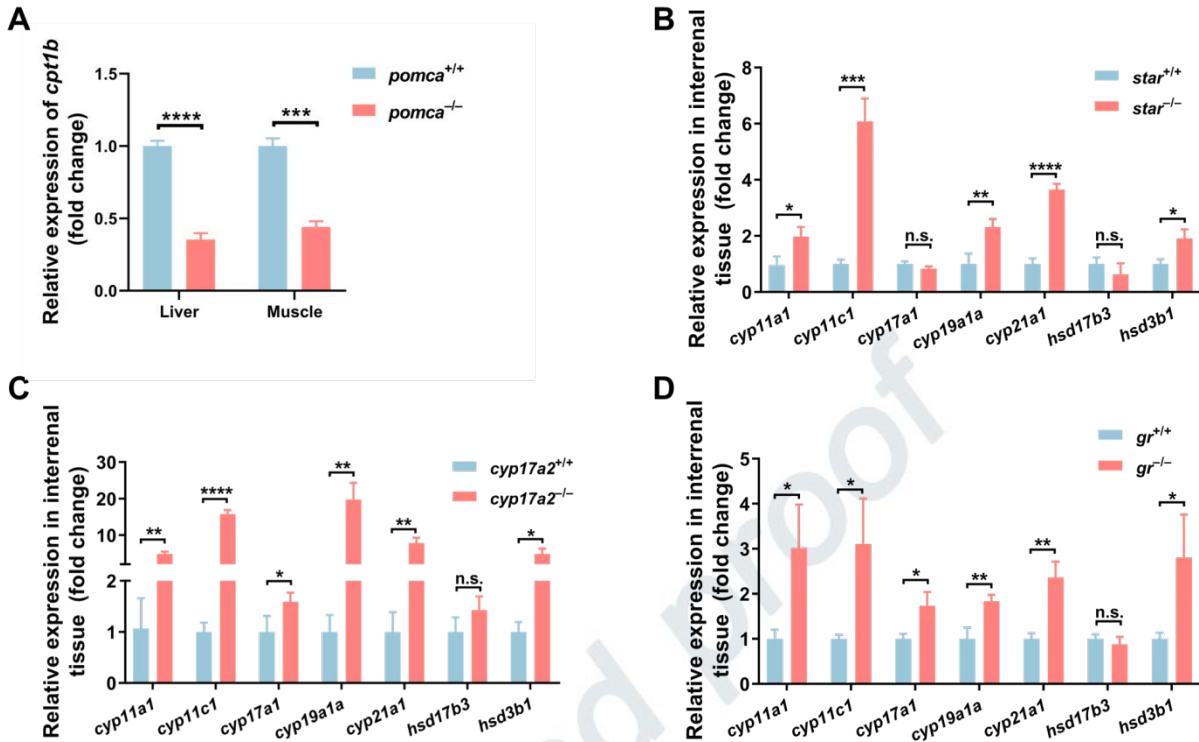 A
Relative expression of cpt1b
(fold change)
1.5
1.0
0.5
0.0
****
***
Liver
Muscle
pomca+/+
pomca–/–
B
Relative expression in interrenal
tissue (fold change)
8
6
4
2
0
*
***
n.s.
**
****
n.s.
*
cyp11a1
cyp11c1
cyp17a1
cyp19a1a
cyp21a1
hsd17b3
hsd3b1
star+/+
star–/–
C
Relative expression in interrenal
tissue (fold change)
30
20
10
2
1
0
**
****
*
**
**
n.s.
*
cyp11a1
cyp11c1
cyp17a1
cyp19a1a
cyp21a1
hsd17b3
hsd3b1
cyp17a2+/+
cyp17a2–/–
D
Relative expression in interrenal
tissue (fold change)
5
4
3
2
1
0
*
*
*
**
**
n.s.
*
cyp11a1
cyp11c1
cyp17a1
cyp19a1a
cyp21a1
hsd17b3
hsd3b1
gr+/+
gr–/–
d proof